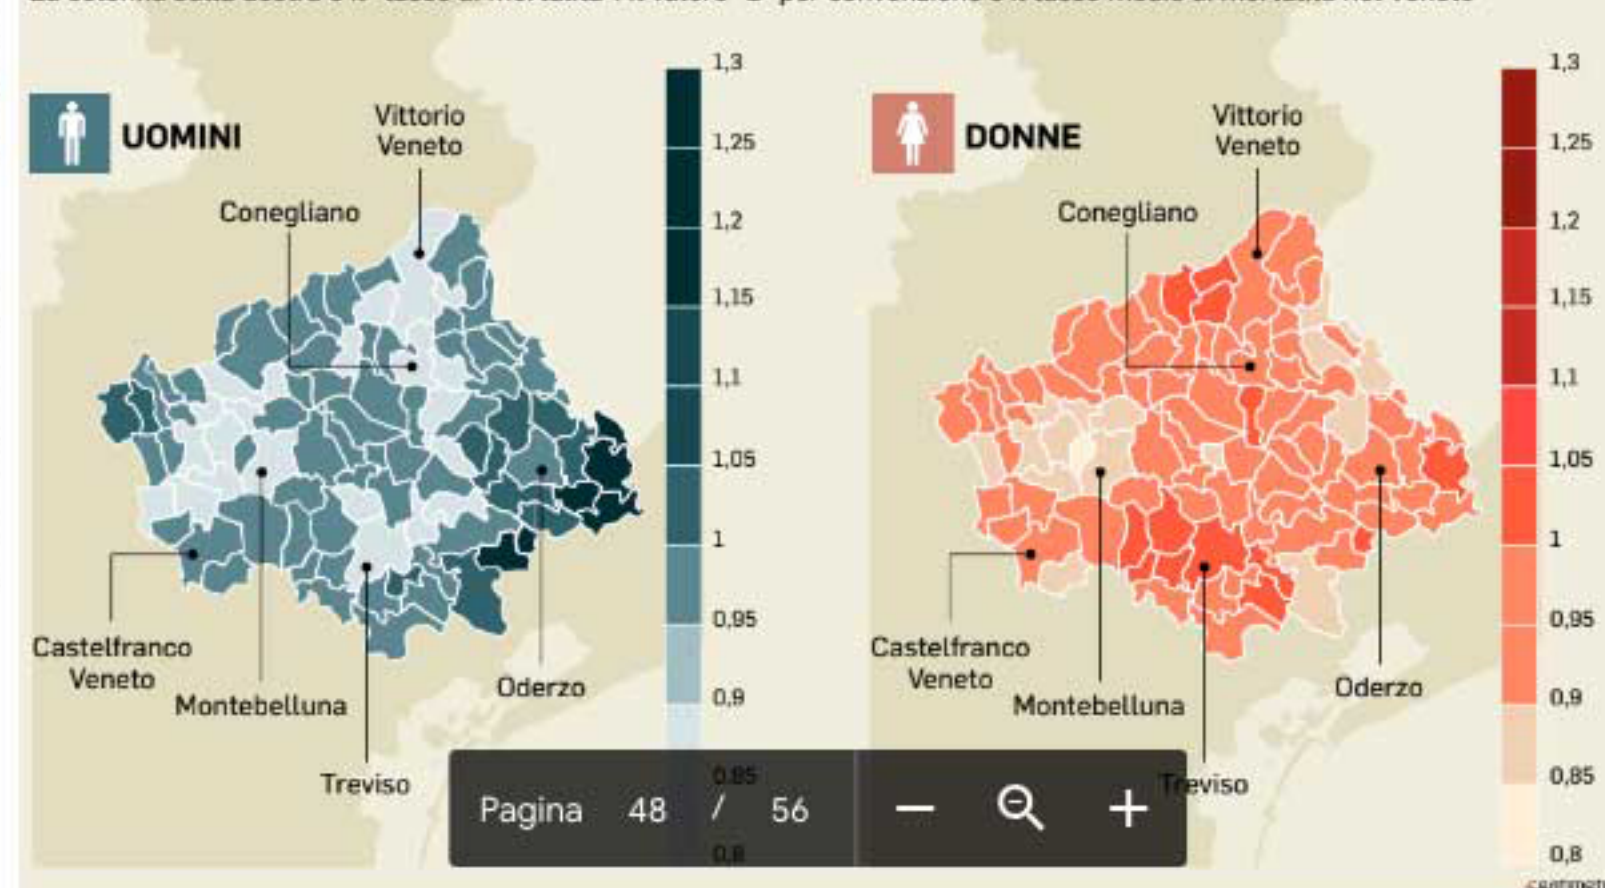 UOMINI
Vittorio
Veneto
Conegliano
Castelfranco
Veneto
Montebelluna
Treviso
Oderzo
1,3
1,25
1,2
1,15
1,1
1,05
1
0,95
0,9
0,85
0,8
DONNE
Vittorio
Veneto
Conegliano
Castelfranco
Veneto
Montebelluna
Treviso
Oderzo
1,3
1,25
1,2
1,15
1,1
1,05
1
0,95
0,9
0,85
0,8
Pagina 48 / 56